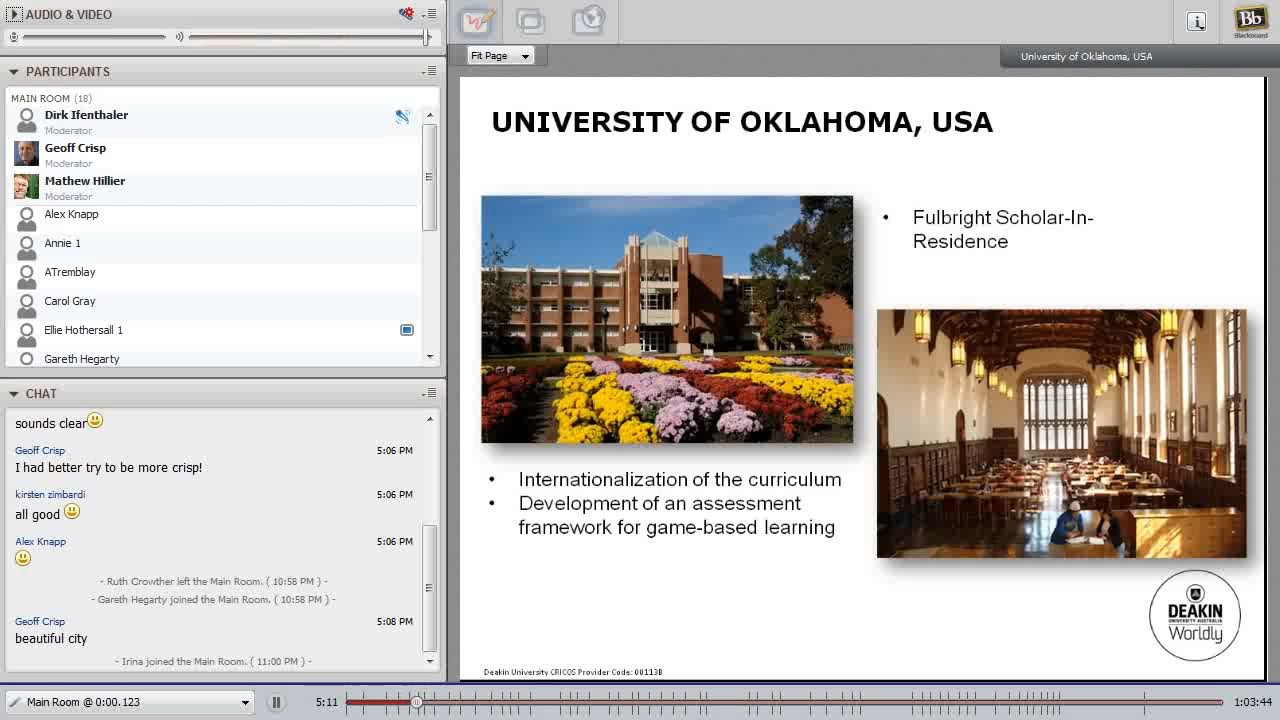 AUDIO & VIDEO
PARTICIPANTS
MAIN ROOM (18)
Dirk Ifenthaler
Moderator
Geoff Crisp
Moderator
Mathew Hillier
Moderator
Alex Knapp
Annie 1
ATremblay
Carol Gray
Ellie Hothersall 1
Gareth Hegarty
CHAT
sounds clear
Geoff Crisp 5:06 PM
I had better try to be more crisp!
kirsten zimbardi 5:06 PM
all good
Alex Knapp 5:06 PM
- Ruth Crowther left the Main Room. ( 10:58 PM ) -
- Gareth Hegarty joined the Main Room. ( 10:58 PM ) -
Geoff Crisp 5:08 PM
beautiful city
- Irina joined the Main Room. ( 11:00 PM ) -
Main Room @ 0:00.123
5:11
1:03:44
Bb
Blackboard
Fit Page
University of Oklahoma, USA
UNIVERSITY OF OKLAHOMA, USA
• Fulbright Scholar-In-
Residence
• Internationalization of the curriculum
• Development of an assessment
framework for game-based learning
DEAKIN
UNIVERSITY AUSTRALIA
Worldly
Deakin University CRICOS Provider Code: 00113B